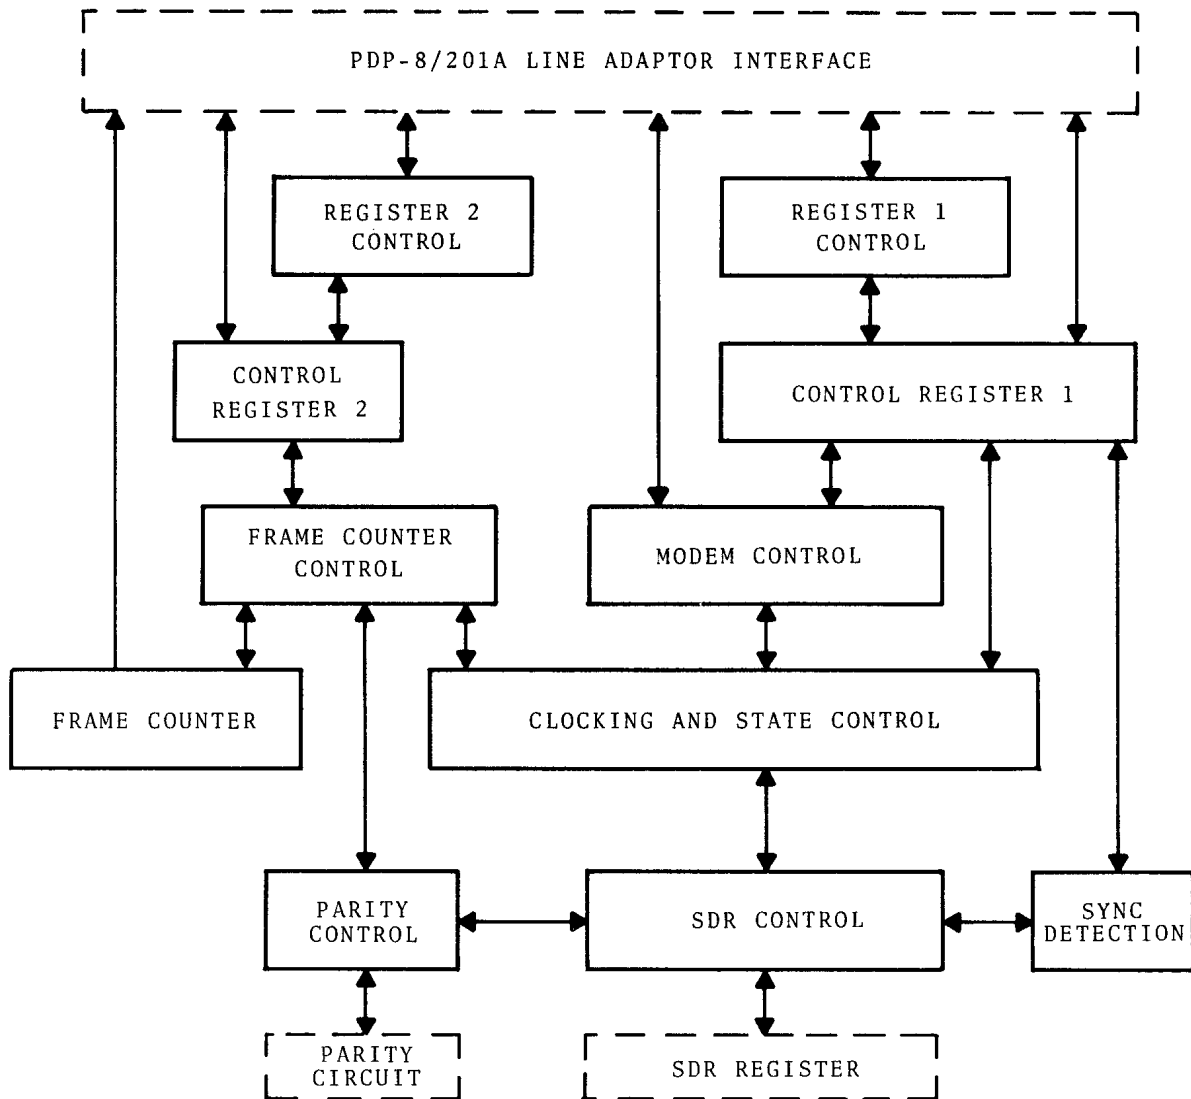 PDP-8/201A LINE ADAPTOR INTERFACE
REGISTER 2
CONTROL
REGISTER 1
CONTROL
CONTROL
REGISTER 2
CONTROL REGISTER 1
FRAME COUNTER
CONTROL
MODEM CONTROL
FRAME COUNTER
CLOCKING AND STATE CONTROL
PARITY
CONTROL
SDR CONTROL
SYNC
DETECTION
PARITY
CIRCUIT
SDR REGISTER